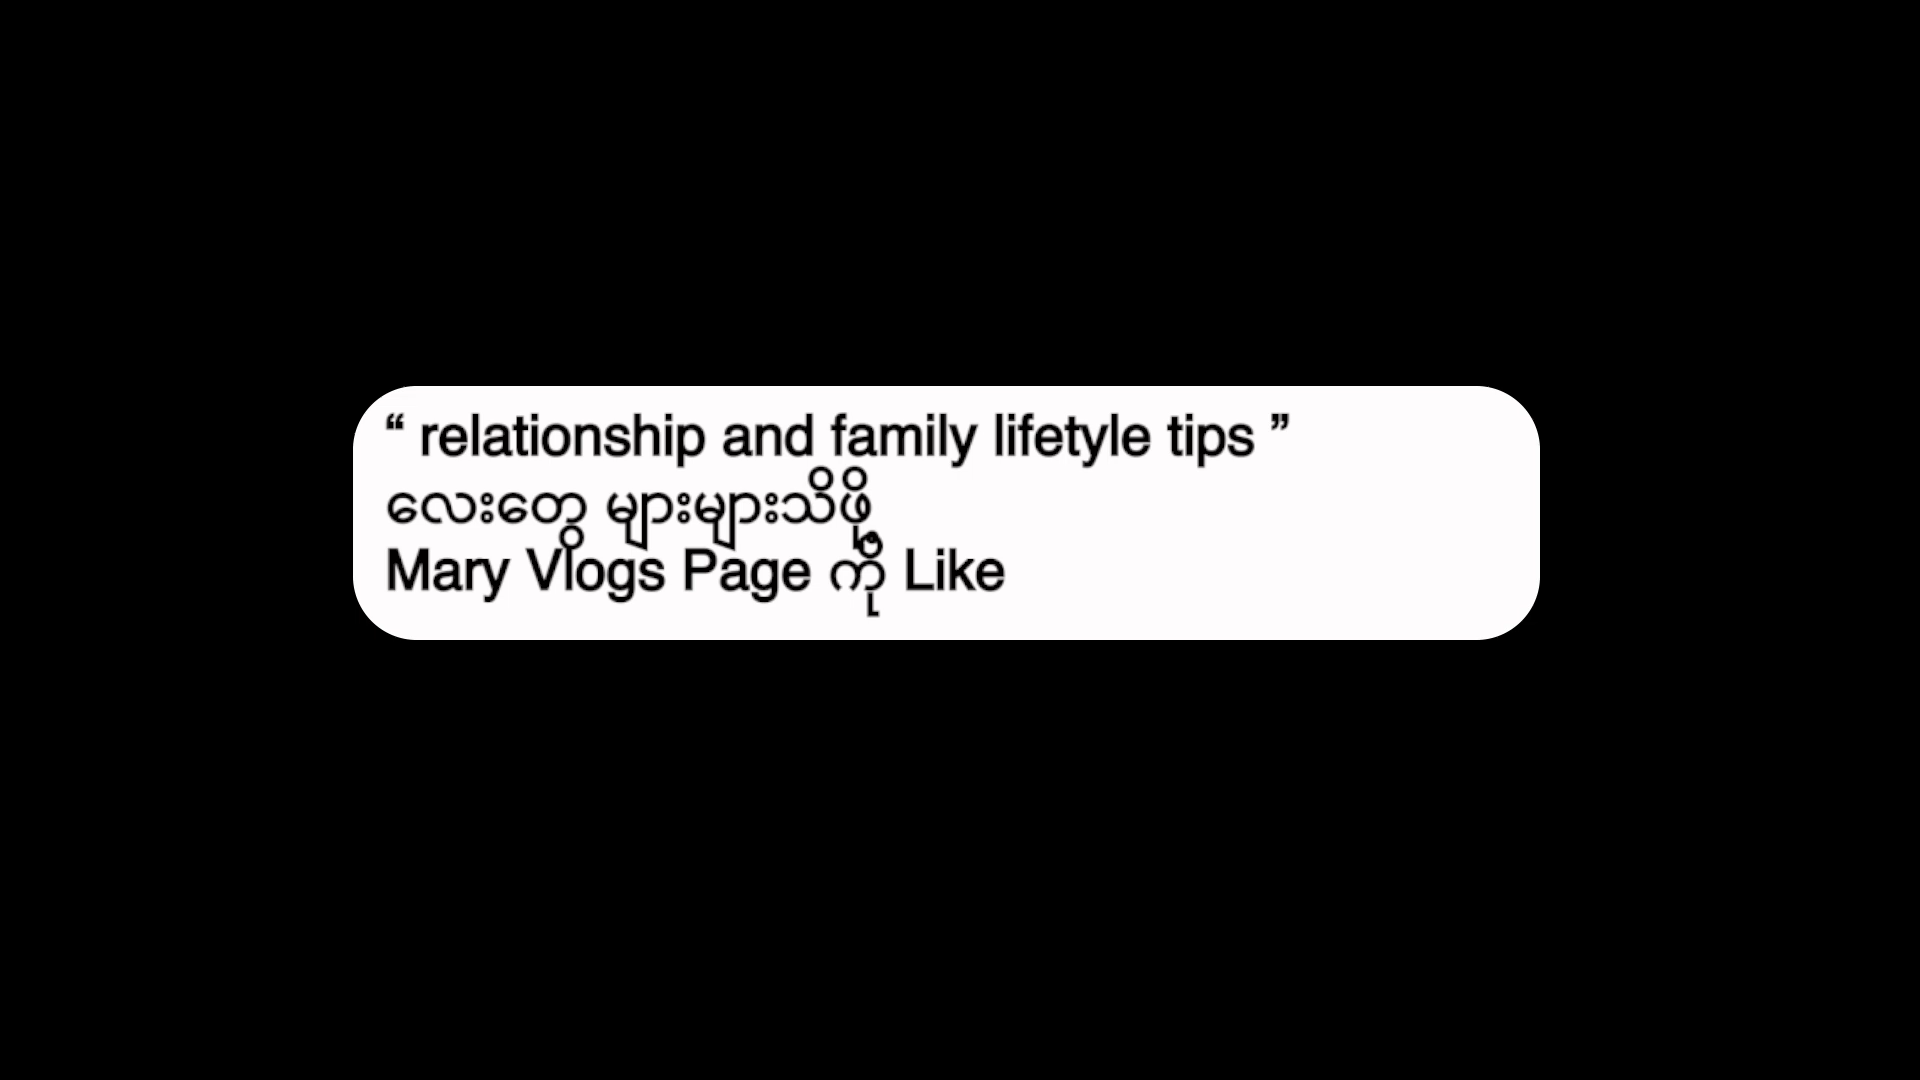 “ relationship and family lifetyle tips ”
လေးတွေ များများသိဖို့
Mary Vlogs Page ကို Like